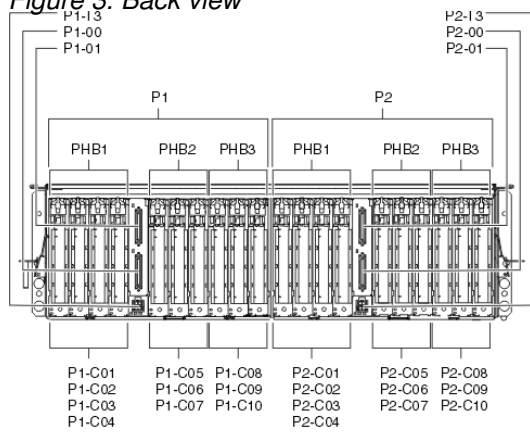 Figure 3. Back view
P1-T3
P1-00
P1-01
P2-T3
P2-00
P2-01
P1
P2
PHB1
PHB2
PHB3
PHB1
PHB2
PHB3
P1-C01
P1-C02
P1-C03
P1-C04
P1-C05
P1-C06
P1-C07
P1-C08
P1-C09
P1-C10
P2-C01
P2-C02
P2-C03
P2-C04
P2-C05
P2-C06
P2-C07
P2-C08
P2-C09
P2-C10